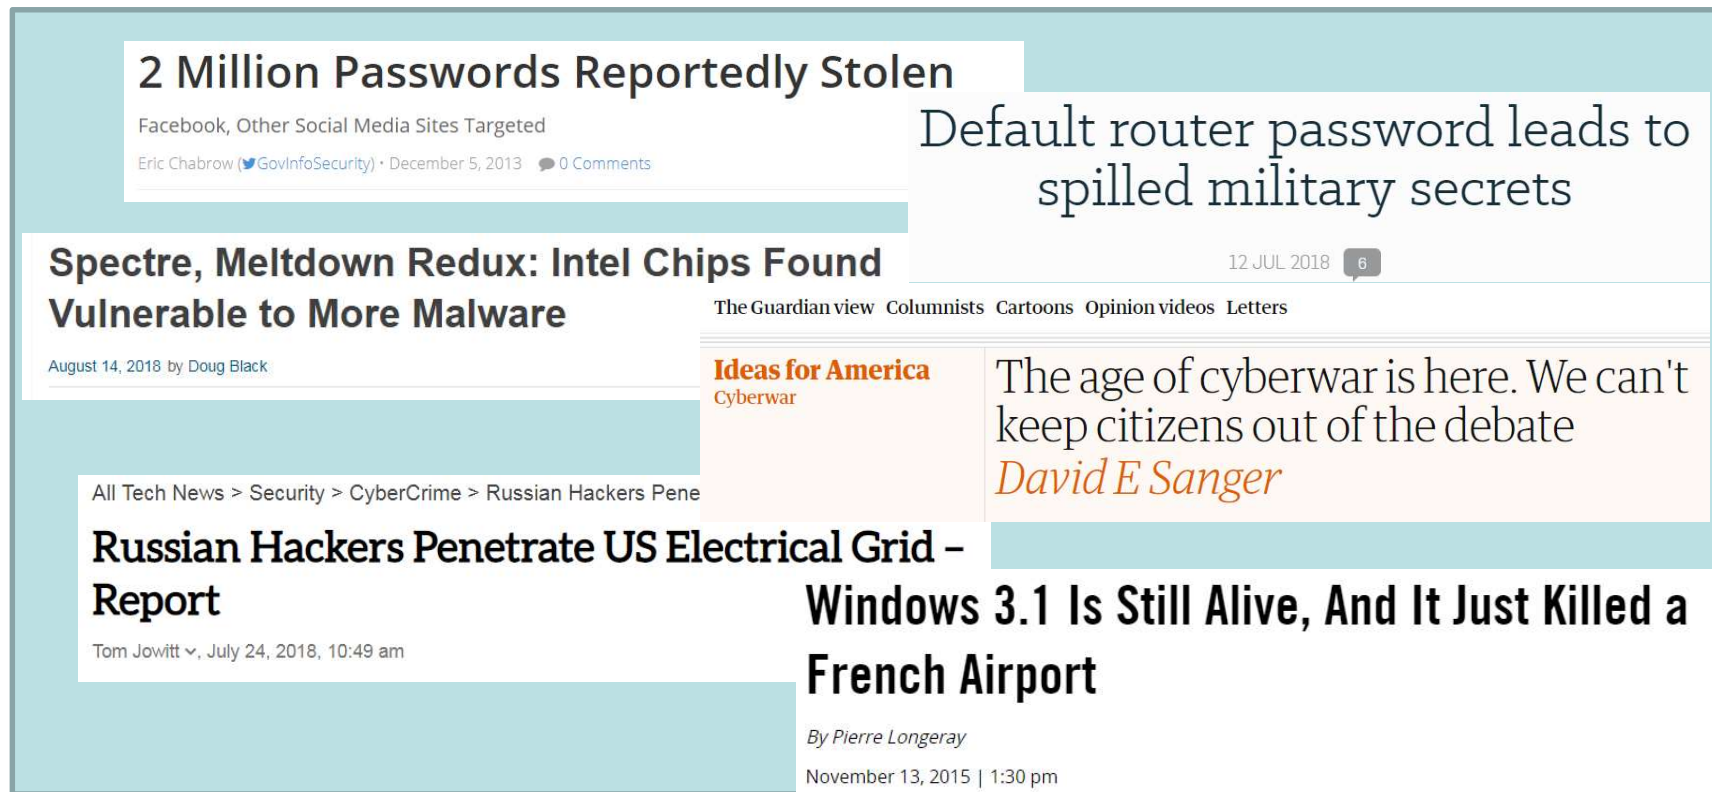 2 Million Passwords Reportedly Stolen
Facebook, Other Social Media Sites Targeted
Eric Chabrow (GovInfoSecurity) • December 5, 2013 0 Comments
Default router password leads to
spilled military secrets
12 JUL 2018 6
Spectre, Meltdown Redux: Intel Chips Found
Vulnerable to More Malware
August 14, 2018 by Doug Black
The Guardian view Columnists Cartoons Opinion videos Letters
Ideas for America
Cyberwar
The age of cyberwar is here. We can't
keep citizens out of the debate
David E Sanger
All Tech News > Security > CyberCrime > Russian Hackers Pene
Russian Hackers Penetrate US Electrical Grid –
Report
Tom Jowitt, July 24, 2018, 10:49 am
Windows 3.1 Is Still Alive, And It Just Killed a
French Airport
By Pierre Longeray
November 13, 2015 | 1:30 pm